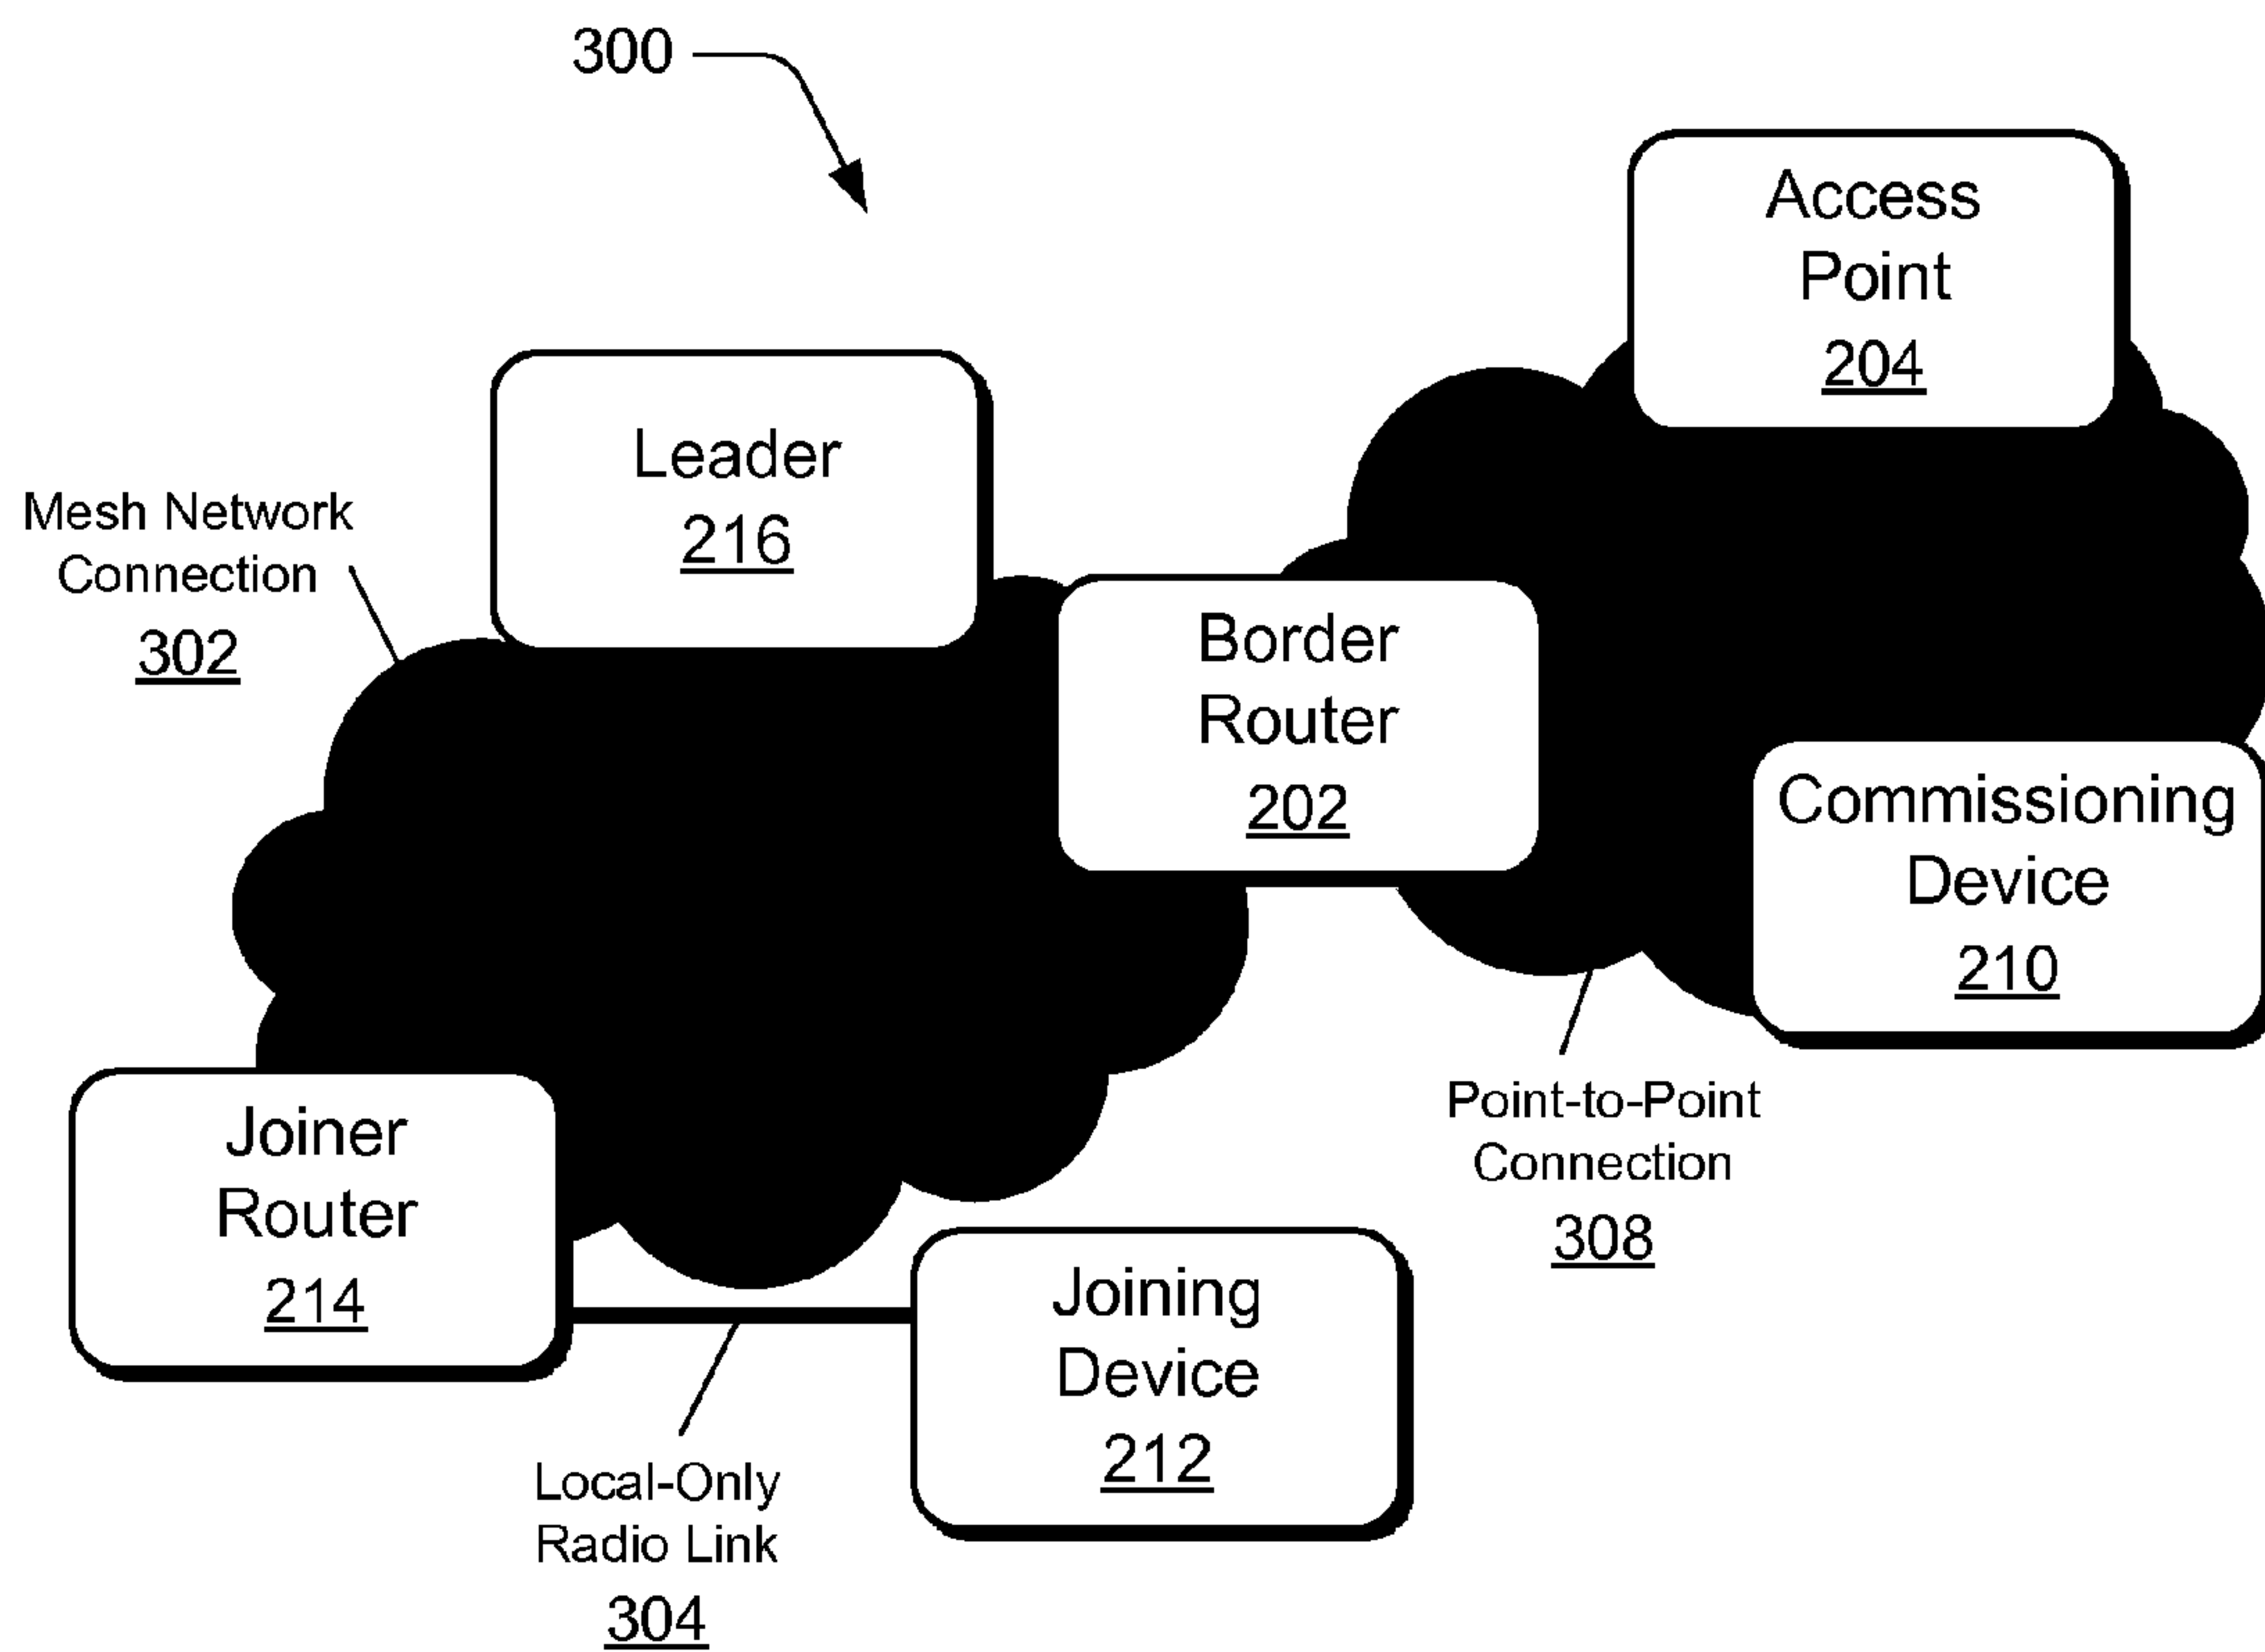 300
Access
Point
204
Leader
216
Mesh Network
Connection
302
Border
Router
202
Commissioning
Device
210
Joiner
Router
214
Point-to-Point
Connection
308
Joining
Device
212
Local-Only
Radio Link
304